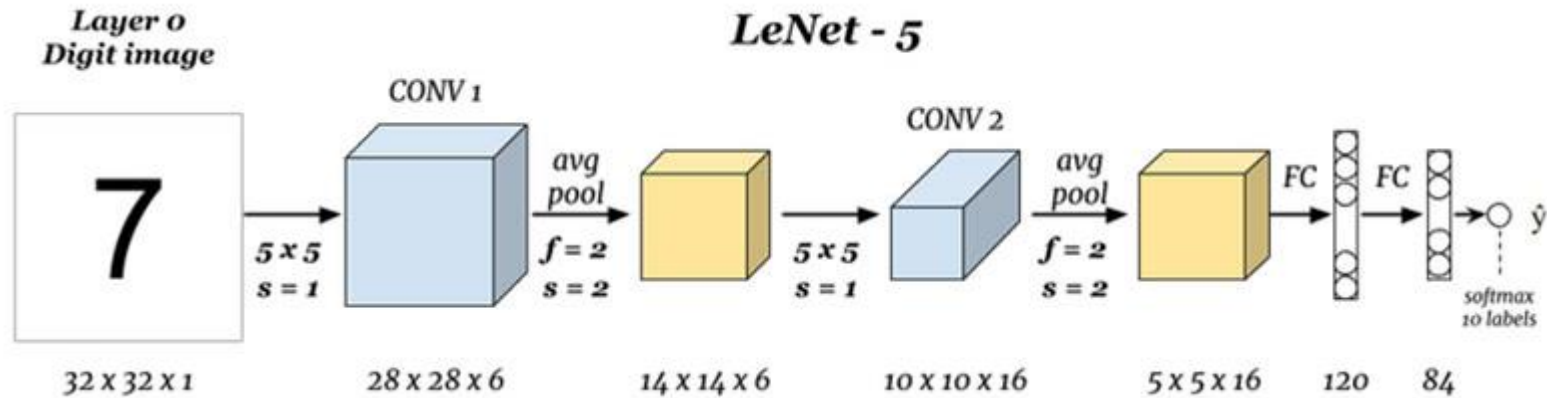 Layer 0
Digit image
LeNet - 5
7
CONV 1
CONV 2
avg
pool
avg
pool
FC
FC
5 x 5
s = 1
f = 2
s = 2
5 x 5
s = 1
f = 2
s = 2
ŷ
softmax
10 labels
32 x 32 x 1
28 x 28 x 6
14 x 14 x 6
10 x 10 x 16
5 x 5 x 16
120
84